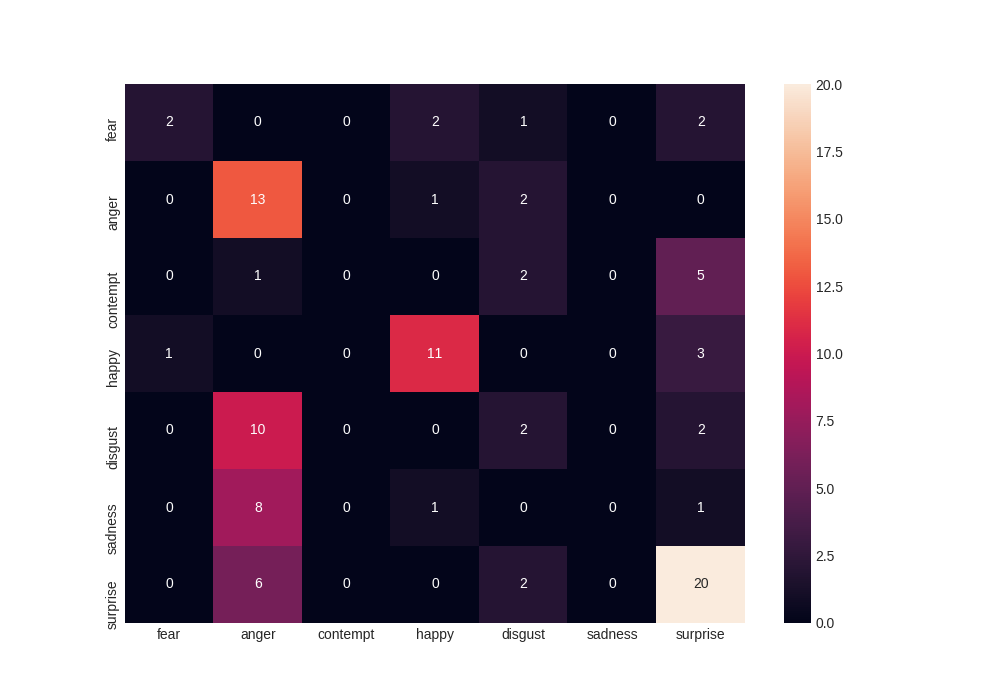 20.0
fear 2 0 0 2 1 0 2
17.5
anger 0 13 0 1 2 0 0
15.0
contempt 0 1 0 0 2 0 5
12.5
happy 1 0 0 11 0 0 3
10.0
disgust 0 10 0 0 2 0 2
7.5
5.0
sadness 0 8 0 1 0 0 1
2.5
surprise 0 6 0 0 2 0 20
0.0
fear anger contempt happy disgust sadness surprise